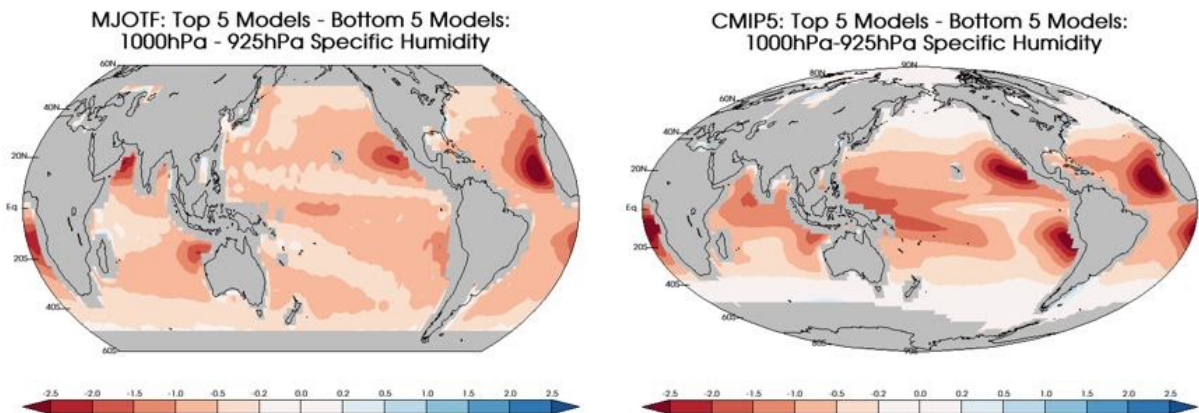 MJOTF: Top 5 Models - Bottom 5 Models:
1000hPa - 925hPa Specific Humidity
60N
40N
20N
Eq
20S
40S
60S
-2.5 -2.0 -1.5 -1.0 -0.5 -0.2 0.0 0.2 0.5 1.0 1.5 2.0 2.5
CMIP5: Top 5 Models - Bottom 5 Models:
1000hPa-925hPa Specific Humidity
90N
80N
60N
40N
20N
Eq
20S
40S
60S
80S
90S
-2.5 -2.0 -1.5 -1.0 -0.5 -0.2 0 0.2 0.5 1.0 1.5 2.0 2.5